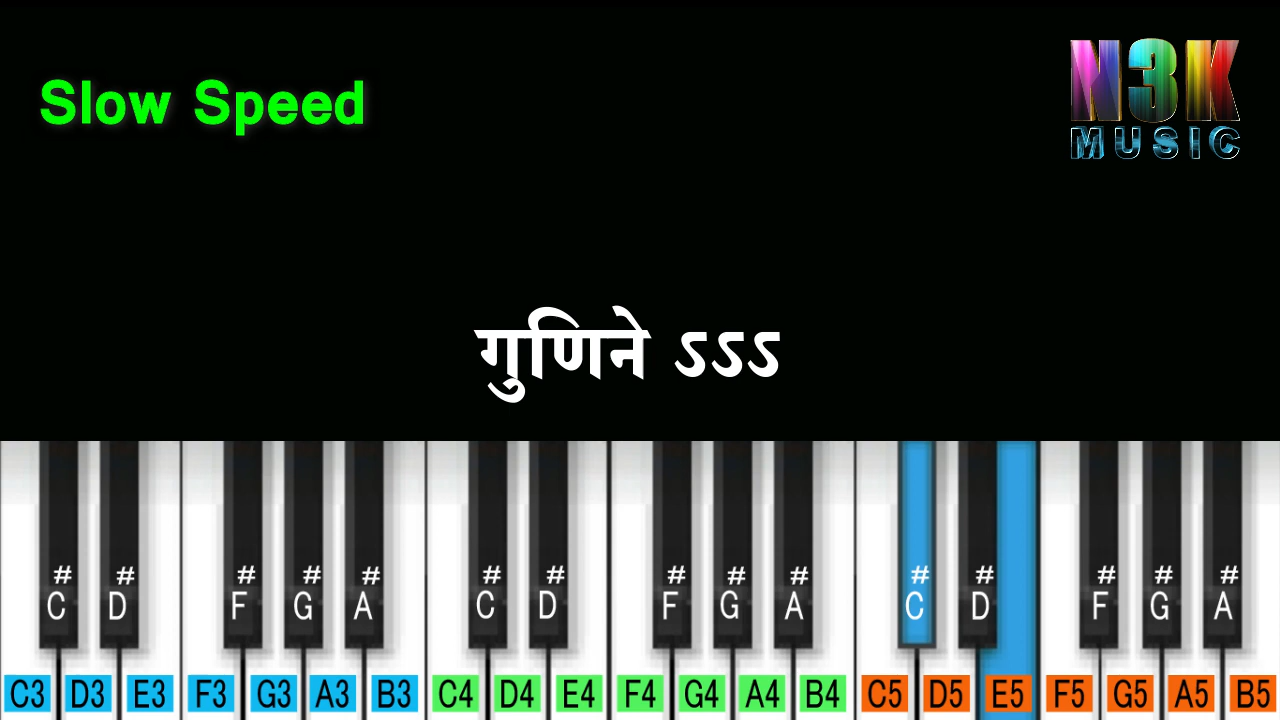 Slow Speed
N3K
MUSIC
गुणिने ऽऽऽ
# # # # # # # # # # # # # # #
C D F G A C D F G A C D F G A
C3 D3 E3 F3 G3 A3 B3 C4 D4 E4 F4 G4 A4 B4 C5 D5 E5 F5 G5 A5 B5